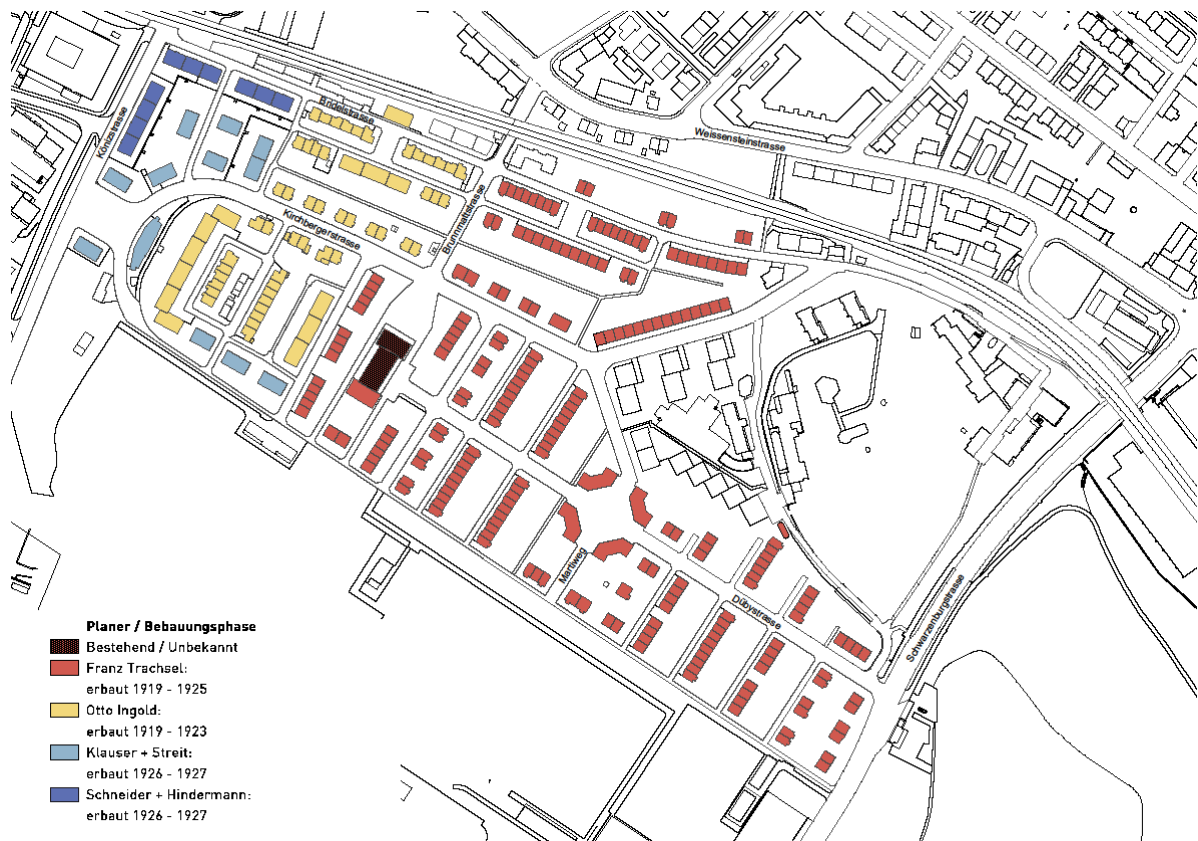 Bridelstrasse
Könizstrasse
Weissensteinstrasse
Brunnmattstrasse
Kirchbergerstrasse
Martiweg
Dübystrasse
Schwarzenburgstrasse
Planer / Bebauungsphase
Bestehend / Unbekannt
Franz Trachsel:
erbaut 1919 - 1925
Otto Ingold:
erbaut 1919 - 1923
Klauser + Streit:
erbaut 1926 - 1927
Schneider + Hindermann:
erbaut 1926 - 1927